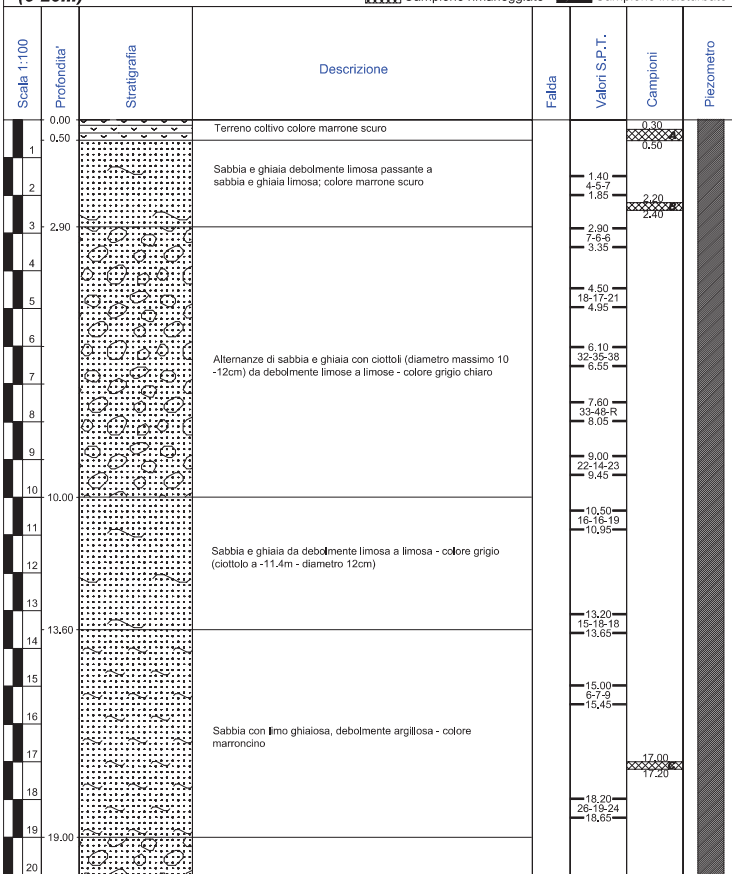 (0-20m)
Campione rimaneggiato
Campione indisturbato
Scala 1:100
Profondita'
Stratigrafia
Descrizione
Falda
Valori S.P.T.
Campioni
Piezometro
0.00
Terreno coltivo colore marrone scuro
0.30
A
0.50
0.50
1
Sabbia e ghiaia debolmente limosa passante a
sabbia e ghiaia limosa; colore marrone scuro
1.40
4-5-7
1.85
2
2.20
B
2.40
3
2.90
2.90
7-6-6
3.35
4
4.50
18-17-21
4.95
5
6
6.10
32-35-38
6.55
Alternanze di sabbia e ghiaia con ciottoli (diametro massimo 10
-12cm) da debolmente limose a limose - colore grigio chiaro
7
7.60
33-48-R
8.05
8
9
9.00
22-14-23
9.45
10
10.00
10.50
16-16-19
10.95
11
Sabbia e ghiaia da debolmente limosa a limosa - colore grigio
(ciottolo a -11.4m - diametro 12cm)
12
13
13.20
15-18-18
13.65
13.60
14
15
15.00
6-7-9
15.45
16
Sabbia con limo ghiaiosa, debolmente argillosa - colore
marroncino
17
17.00
C
17.20
18
18.20
26-19-24
18.65
19
19.00
20